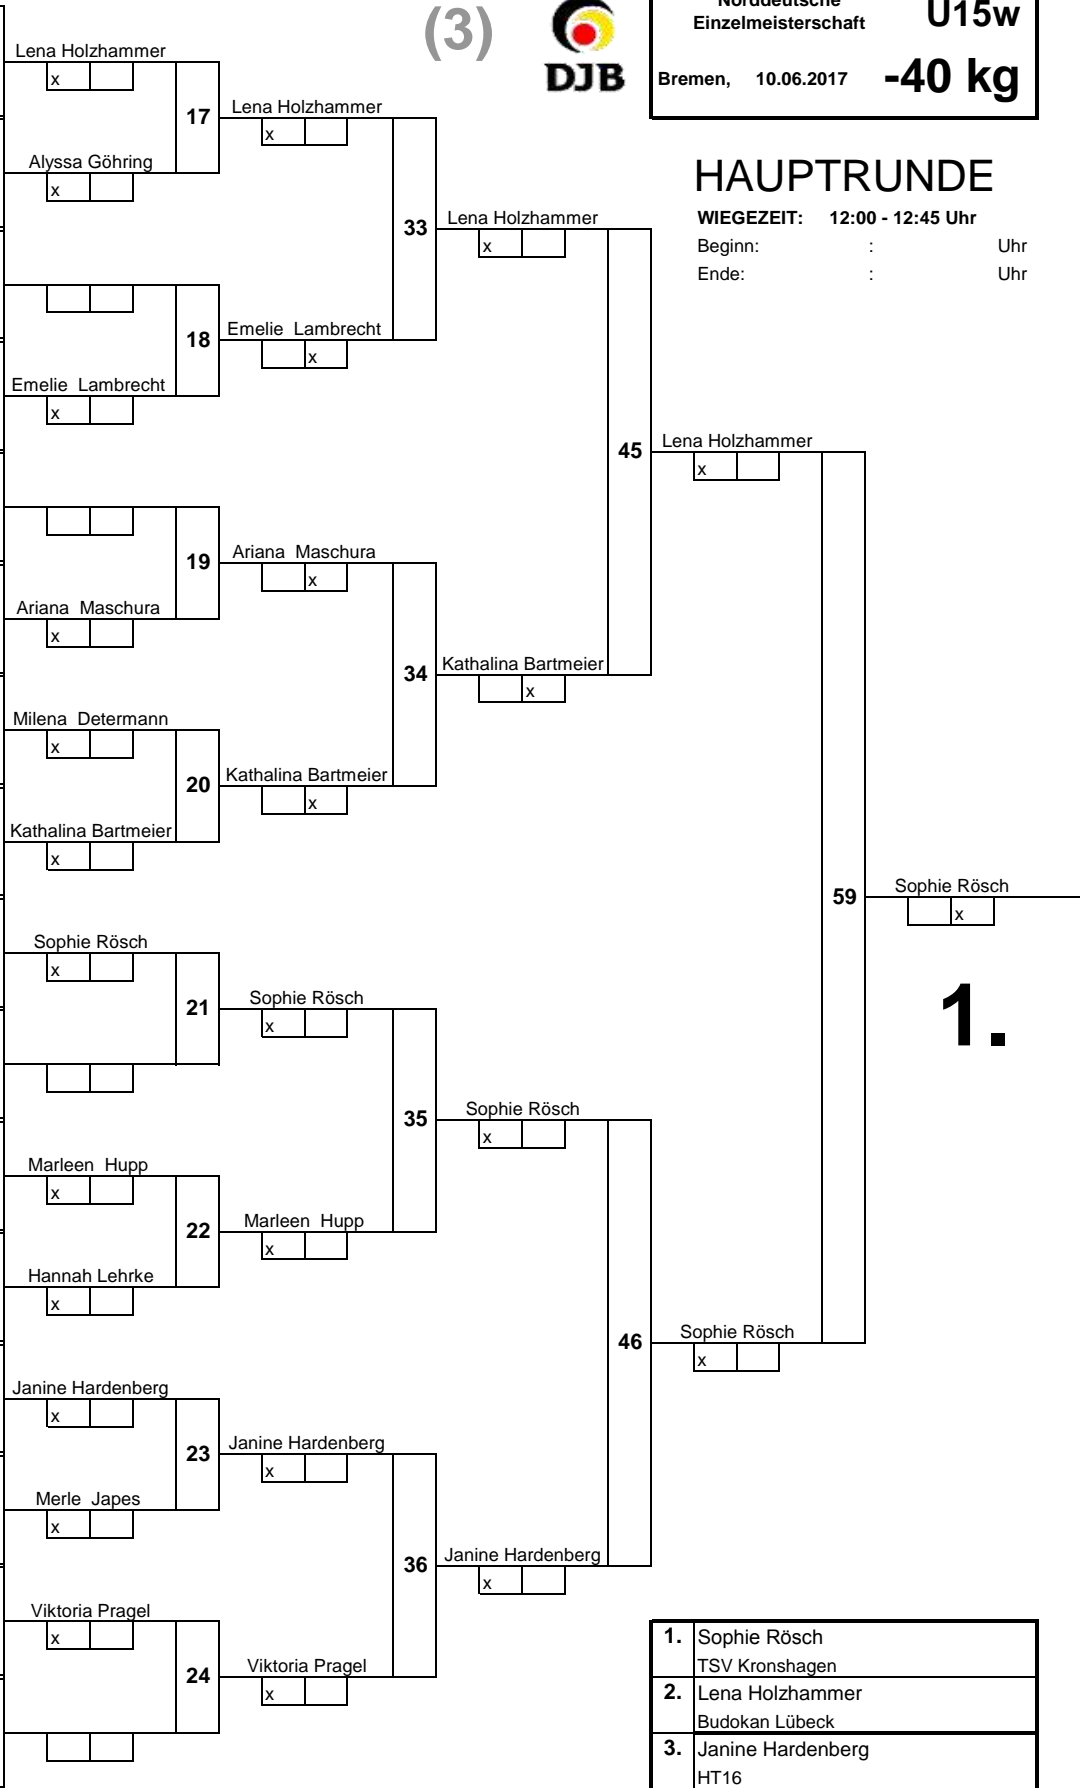 (3)
DJB
Norddeutsche
Einzelmeisterschaft
U15w
Bremen, 10.06.2017
-40 kg
HAUPTRUNDE
WIEGEZEIT: 12:00 - 12:45 Uhr
Beginn: : Uhr
Ende: : Uhr
Lena Holzhammer
x
17
Alyssa Göhring
x
18
Emelie Lambrecht
x
19
Ariana Maschura
x
Milena Determann
x
20
Kathalina Bartmeier
x
Sophie Rösch
x
21
Marleen Hupp
x
22
Hannah Lehrke
x
Janine Hardenberg
x
23
Merle Japes
x
Viktoria Pragel
x
24
Lena Holzhammer
x
33
Emelie Lambrecht
x
Ariana Maschura
x
34
Kathalina Bartmeier
x
Sophie Rösch
x
35
Marleen Hupp
x
Janine Hardenberg
x
36
Viktoria Pragel
x
Lena Holzhammer
x
45
Kathalina Bartmeier
x
Sophie Rösch
x
46
Janine Hardenberg
x
Lena Holzhammer
x
59
Sophie Rösch
x
Sophie Rösch
x
1.
1. Sophie Rösch
TSV Kronshagen
2. Lena Holzhammer
Budokan Lübeck
3. Janine Hardenberg
HT16